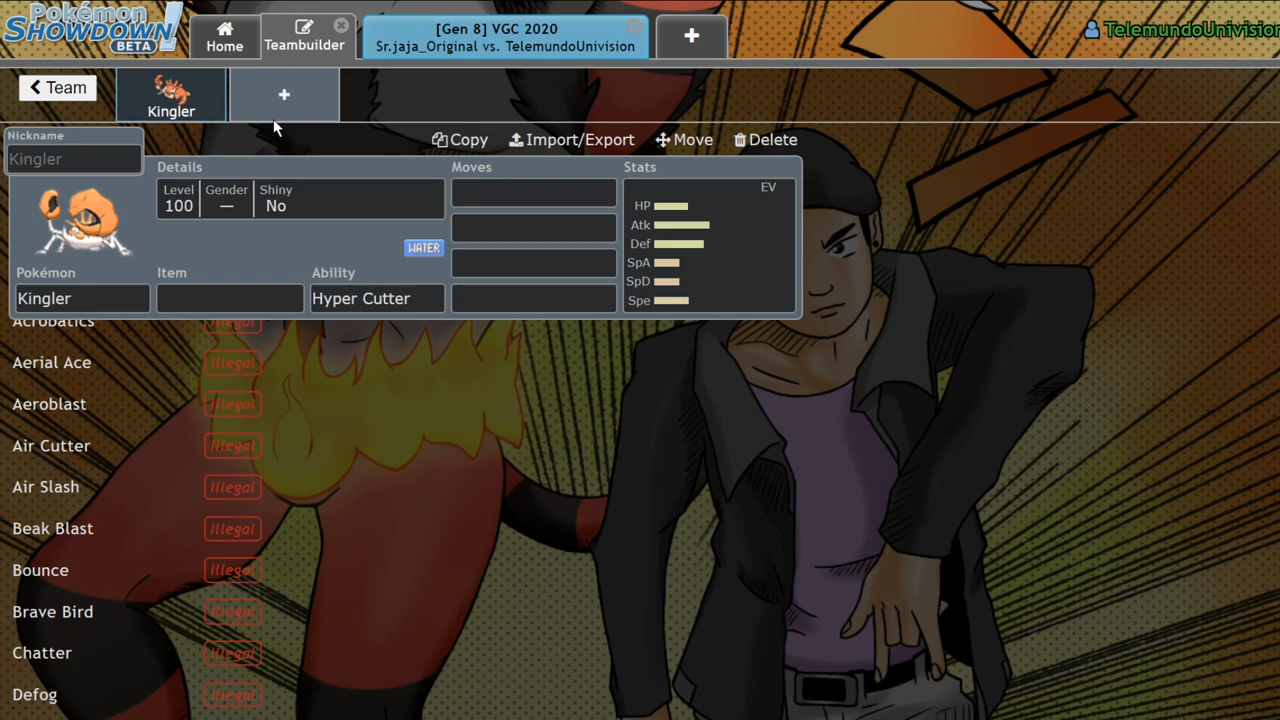 Pokémon
SHOWDOWN!
BETA
Home
Teambuilder
[Gen 8] VGC 2020
Sr.jaja_Original vs. TelemundoUnivision
+
TelemundoUnivision
Team
Kingler
+
Nickname
Kingler
Copy
Import/Export
Move
Delete
Details
Level
Gender
Shiny
100
—
No
WATER
Pokémon
Item
Ability
Kingler
Hyper Cutter
Moves
Stats
EV
HP
Atk
Def
SpA
SpD
Spe
Acrobatics Illegal
Aerial Ace Illegal
Aeroblast Illegal
Air Cutter Illegal
Air Slash Illegal
Beak Blast Illegal
Bounce Illegal
Brave Bird Illegal
Chatter Illegal
Defog Illegal